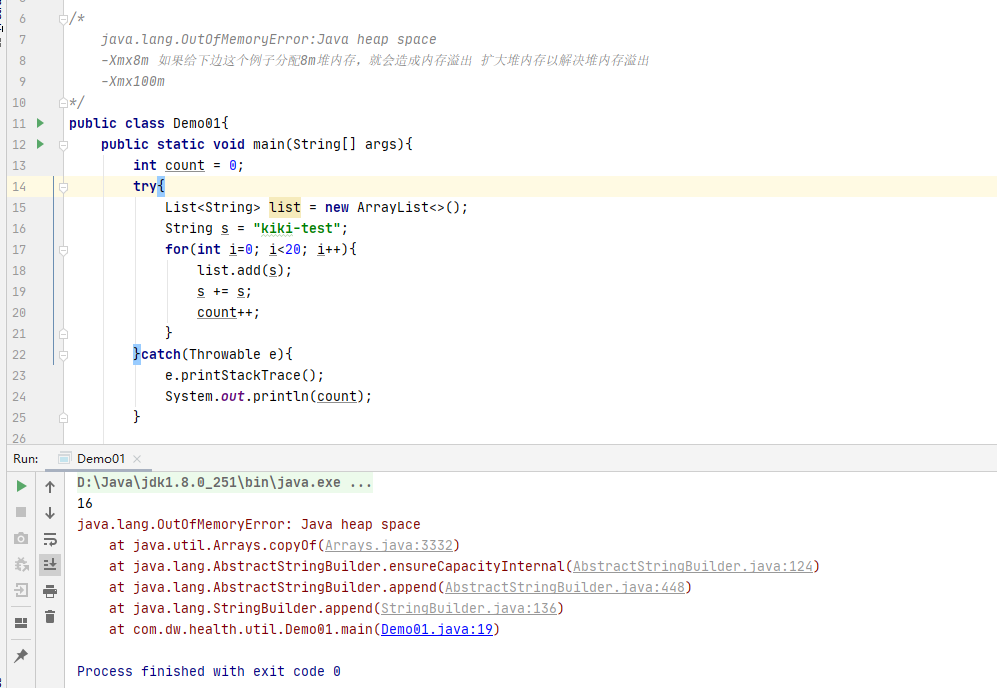 6 /*
7 java.lang.OutOfMemoryError:Java heap space
8 -Xmx8m 如果给下边这个例子分配8m堆内存，就会造成内存溢出 扩大堆内存以解决堆内存溢出
9 -Xmx100m
10 */
11 public class Demo01{
12 public static void main(String[] args){
13 int count = 0;
14 try{
15 List<String> list = new ArrayList<>();
16 String s = "kiki-test";
17 for(int i=0; i<20; i++){
18 list.add(s);
19 s += s;
20 count++;
21 }
22 }catch(Throwable e){
23 e.printStackTrace();
24 System.out.println(count);
25 }
26
Run: Demo01
D:\Java\jdk1.8.0_251\bin\java.exe ...
16
java.lang.OutOfMemoryError: Java heap space
at java.util.Arrays.copyOf(Arrays.java:3332)
at java.lang.AbstractStringBuilder.ensureCapacityInternal(AbstractStringBuilder.java:124)
at java.lang.AbstractStringBuilder.append(AbstractStringBuilder.java:448)
at java.lang.StringBuilder.append(StringBuilder.java:136)
at com.dw.health.util.Demo01.main(Demo01.java:19)
Process finished with exit code 0